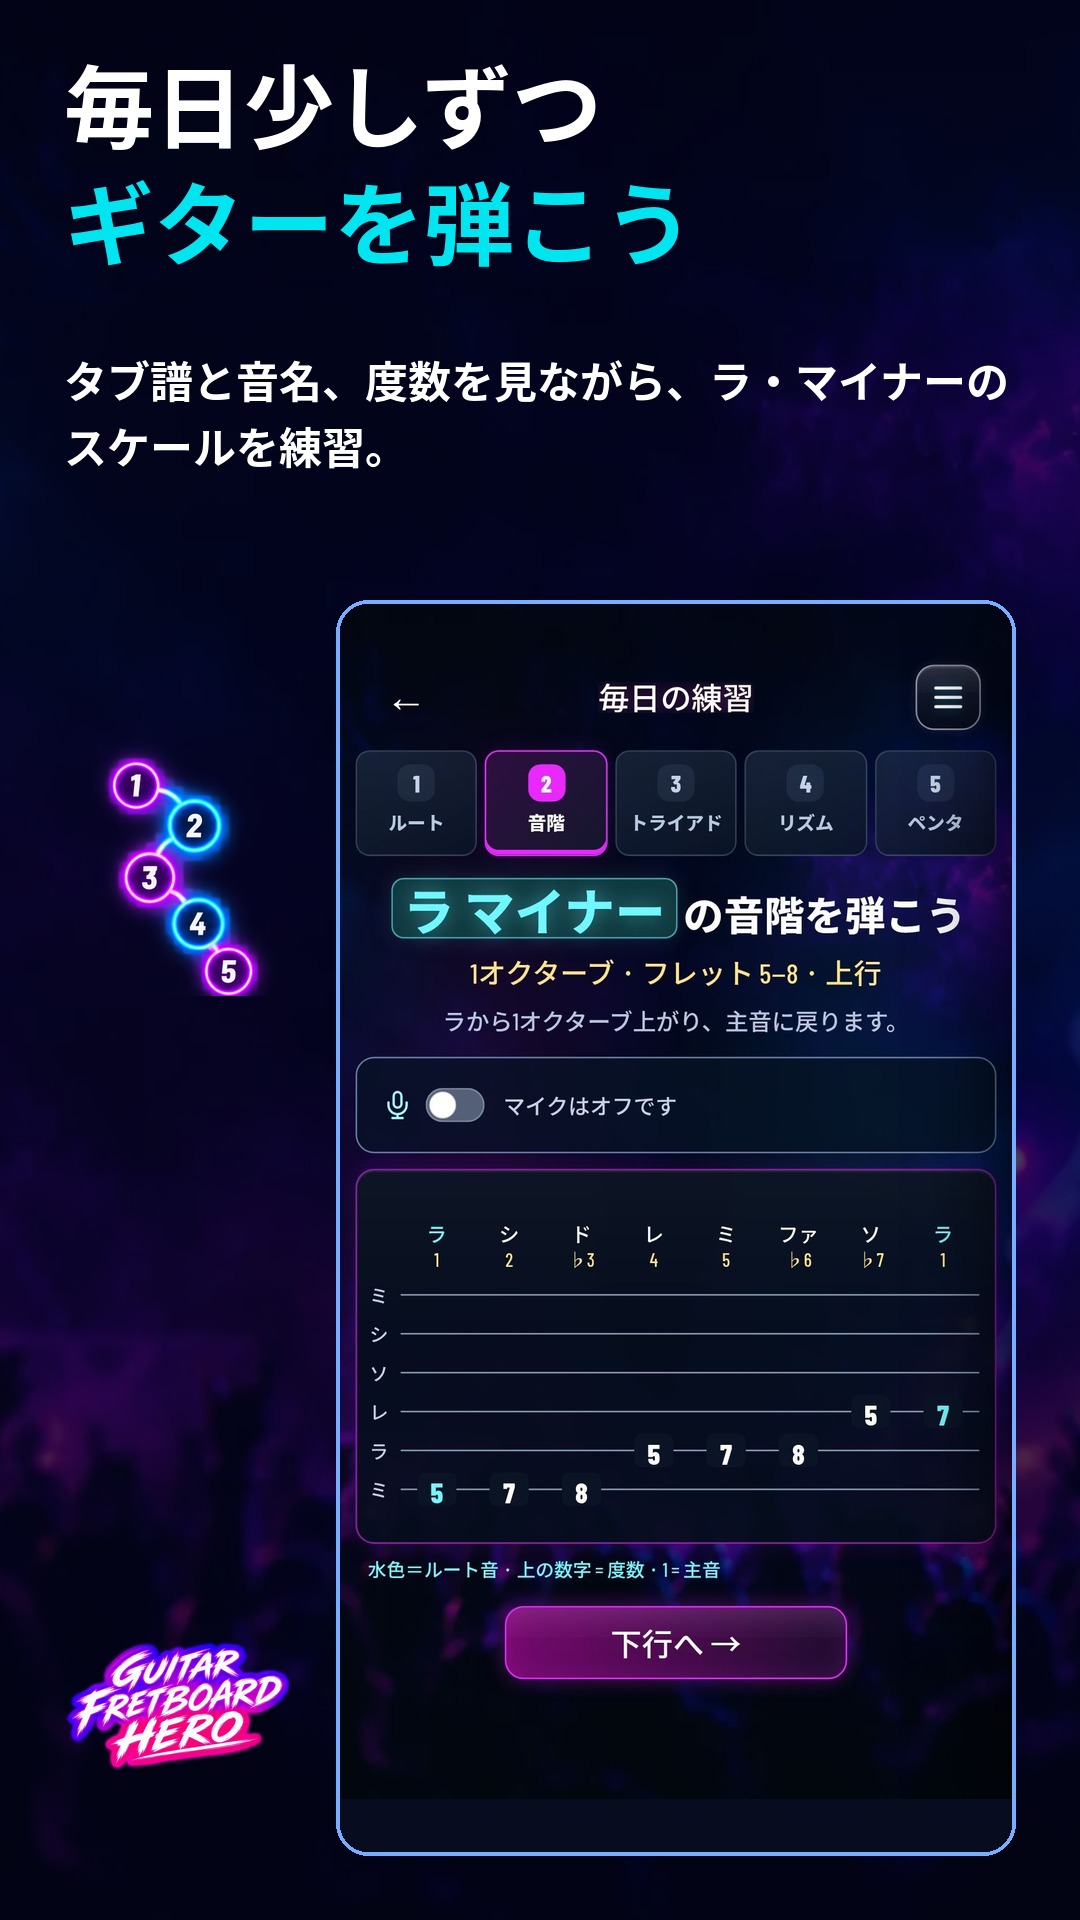 毎日少しずつ
ギターを弾こう
タブ譜と音名、度数を見ながら、ラ・マイナーの
スケールを練習。
← 毎日の練習
1 2 3 4 5
ルート 音階 トライアド リズム ペンタ
1
2
3
4
5
ラ マイナー の音階を弾こう
1オクターブ · フレット 5–8 · 上行
ラから1オクターブ上がり、主音に戻ります。
マイクはオフです
ラ シ ド レ ミ ファ ソ ラ
1 2 ♭3 4 5 ♭6 ♭7 1
ミ
シ
ソ
レ 5 7
ラ 5 7 8
ミ 5 7 8
水色＝ルート音 · 上の数字 = 度数 · 1 = 主音
下行へ →
GUITAR
FRETBOARD
HERO